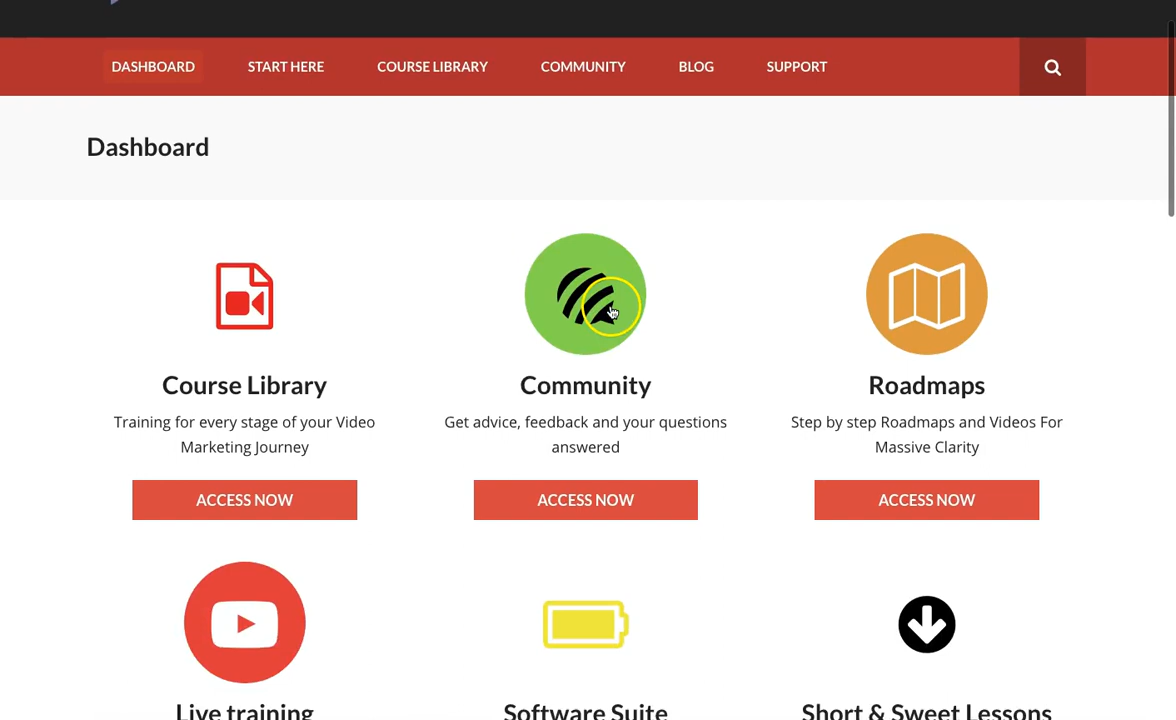 DASHBOARD START HERE COURSE LIBRARY COMMUNITY BLOG SUPPORT
Dashboard
Course Library
Training for every stage of your Video
Marketing Journey
ACCESS NOW
Community
Get advice, feedback and your questions
answered
ACCESS NOW
Roadmaps
Step by step Roadmaps and Videos For
Massive Clarity
ACCESS NOW
Live training
Software Suite
Short & Sweet Lessons